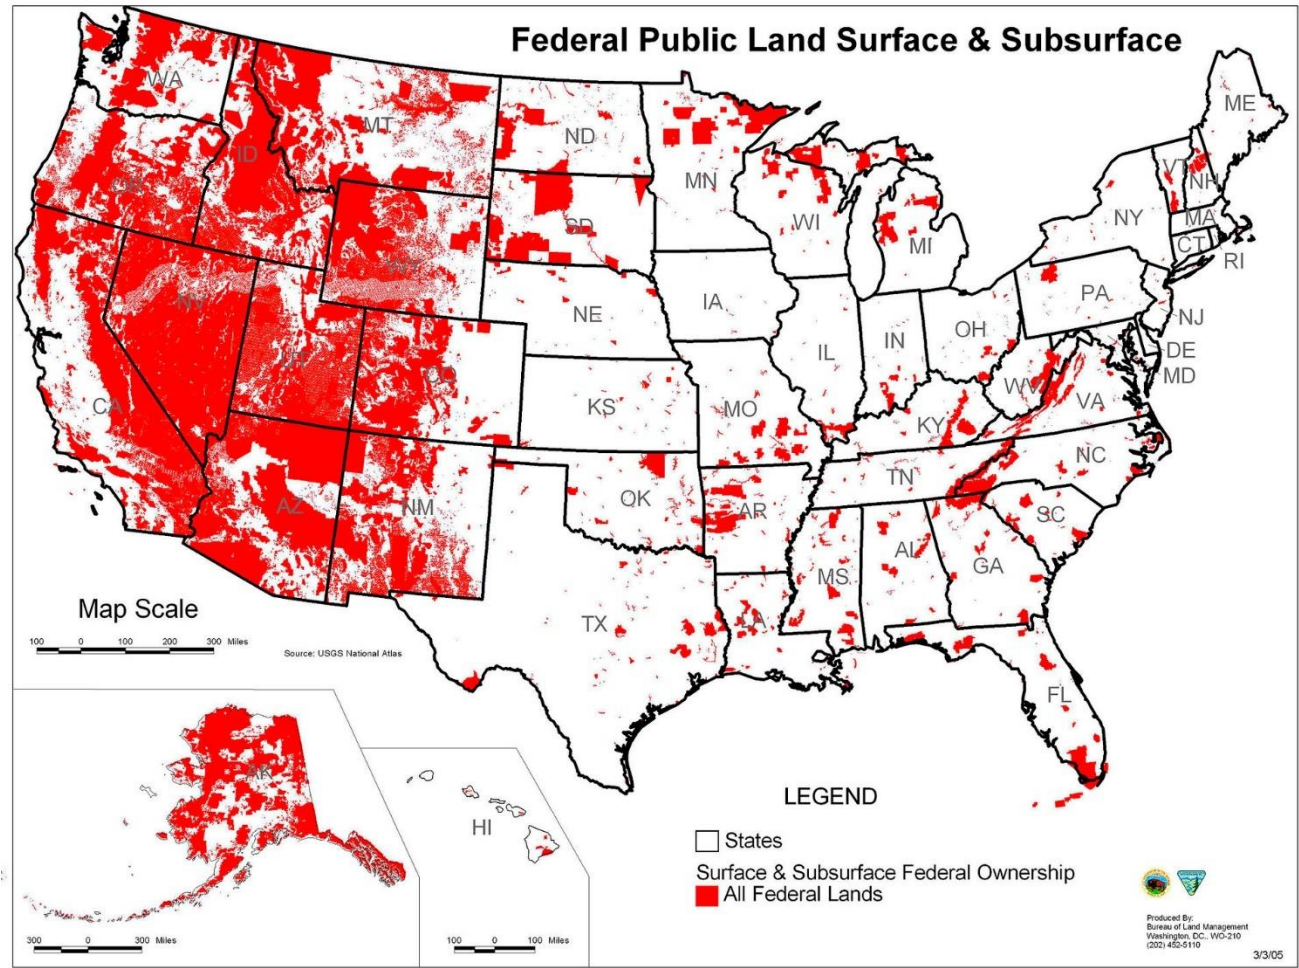 Federal Public Land Surface & Subsurface
WA
MT
ND
MN
ME
ID
OR
SD
WI
MI
VT
NH
NY
MA
CT
RI
WY
NV
NE
IA
PA
NJ
UT
CO
IL
IN
OH
DE
MD
WV
CA
KS
MO
KY
VA
NC
TN
AZ
NM
OK
AR
SC
AL
MS
GA
TX
LA
FL
Map Scale
100 0 100 200 300 Miles
Source: USGS National Atlas
AK
HI
300 0 300 Miles
100 0 100 Miles
LEGEND
States
Surface & Subsurface Federal Ownership
All Federal Lands
Produced By:
Bureau of Land Management
Washington, DC., WO-210
(202) 452-5110
3/3/05